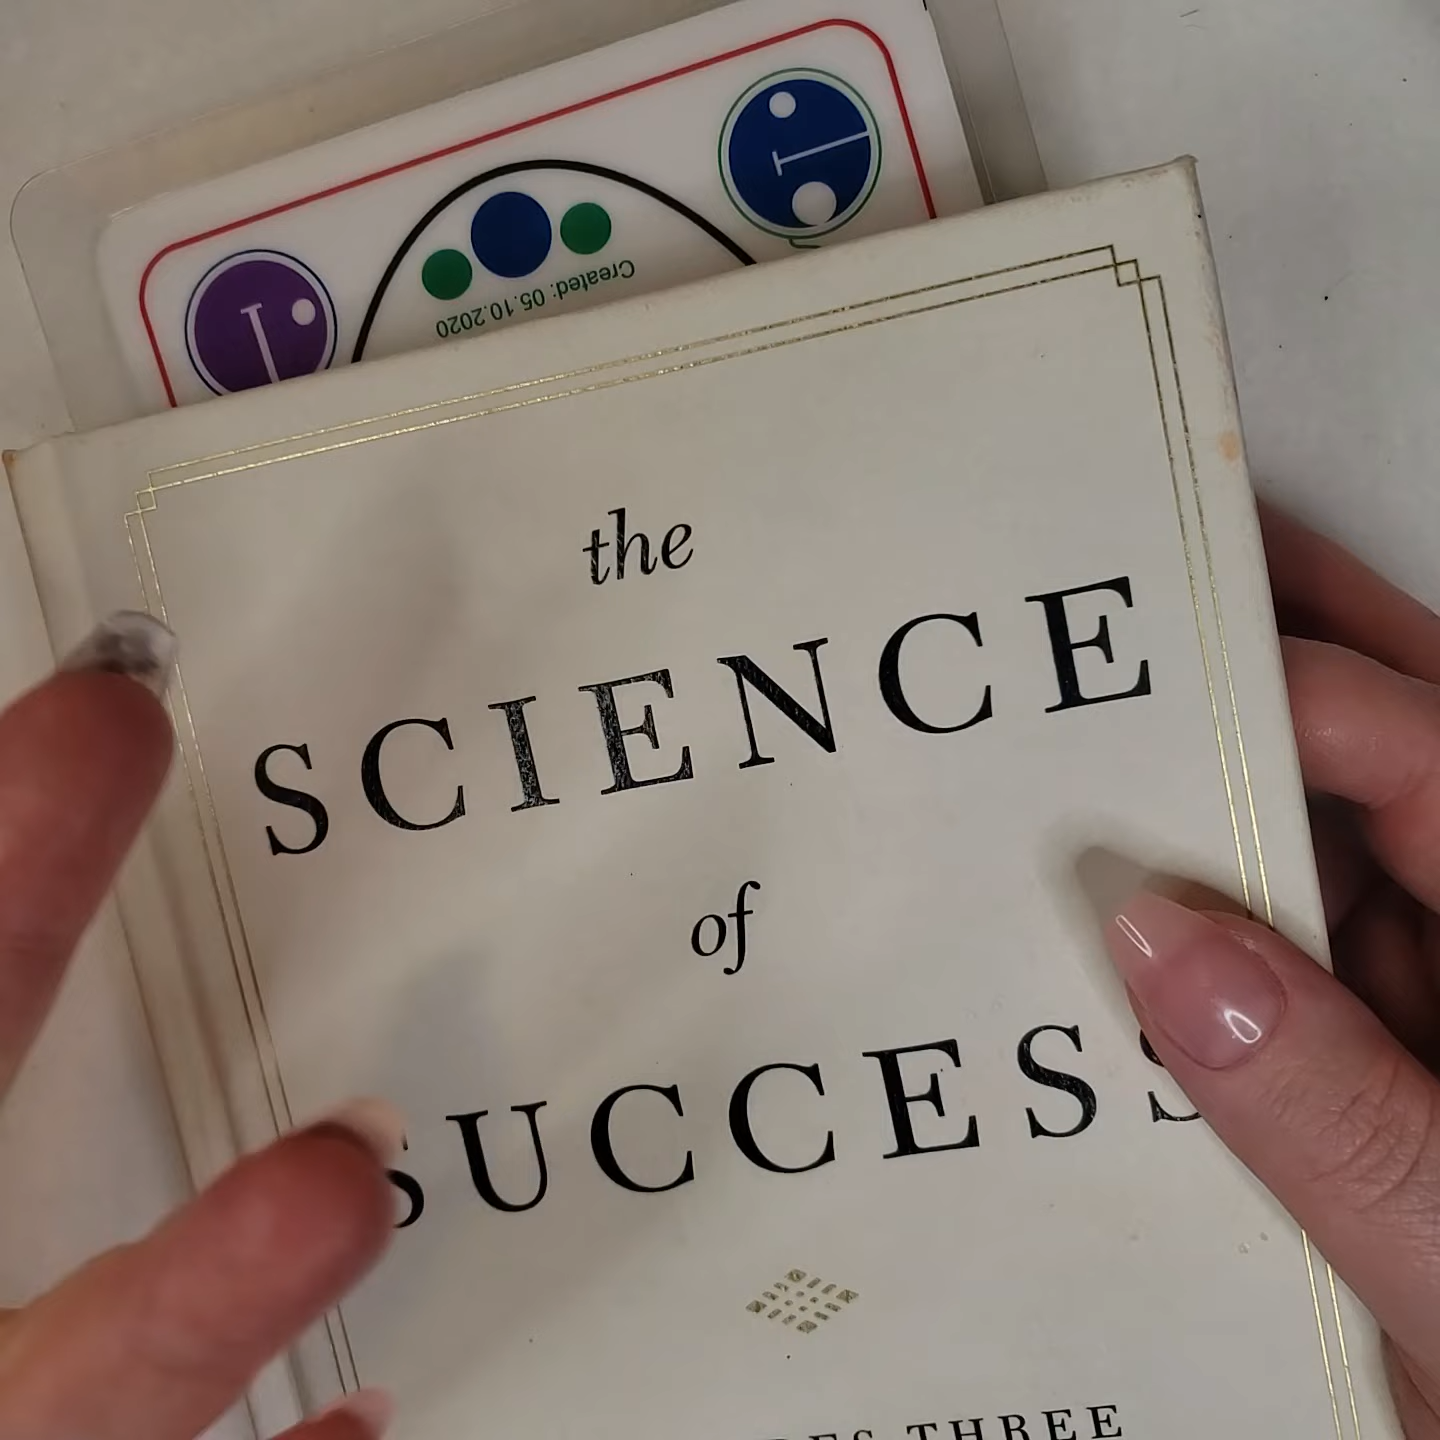 Created: 05.10.2020
the
SCIENCE
of
SUCCESS
THREE